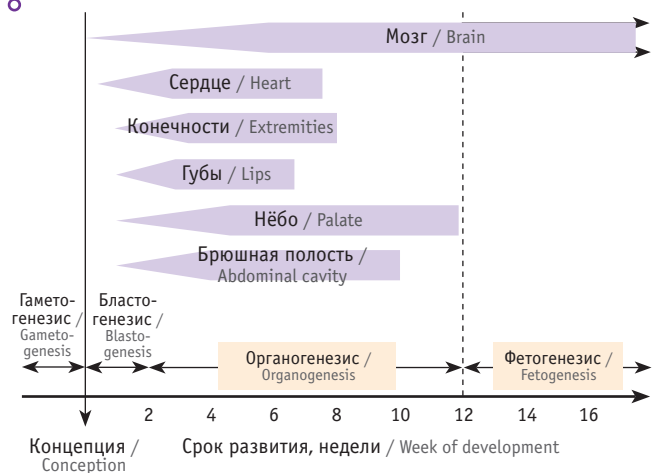 Мозг / Brain
Сердце / Heart
Конечности / Extremities
Губы / Lips
Нёбо / Palate
Брюшная полость /
Abdominal cavity
Гамето-
генезис /
Gameto-
genesis
Бласто-
генезис /
Blasto-
genesis
Органогенезис /
Organogenesis
Фетогенезис /
Fetogenesis
2 4 6 8 10 12 14 16
Концепция /
Conception
Срок развития, недели / Week of development